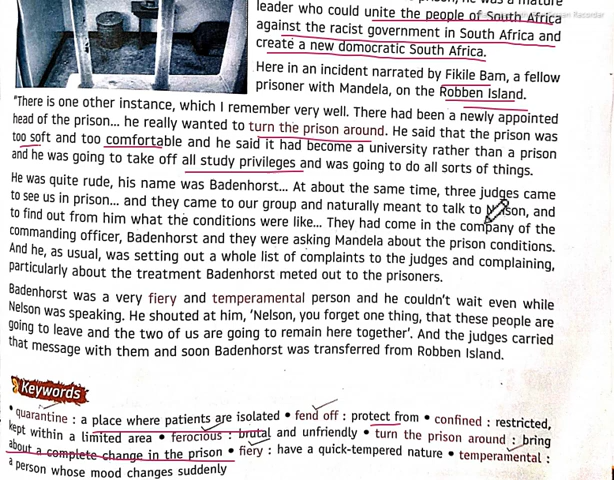 leader who could unite the people of South Africa
against the racist government in South Africa and
create a new domocratic South Africa.
Here in an incident narrated by Fikile Bam, a fellow
prisoner with Mandela, on the Robben Island.
"There is one other instance, which I remember very well. There had been a newly appointed
head of the prison... he really wanted to turn the prison around. He said that the prison was
too soft and too comfortable and he said it had become a university rather than a prison
and he was going to take off all study privileges and was going to do all sorts of things.
He was quite rude, his name was Badenhorst... At about the same time, three judges came
to see us in prison... and they came to our group and naturally meant to talk to Nelson, and
to find out from him what the conditions were like... They had come in the company of the
commanding officer, Badenhorst and they were asking Mandela about the prison conditions.
And he, as usual, was setting out a whole list of complaints to the judges and complaining,
particularly about the treatment Badenhorst meted out to the prisoners.
Badenhorst was a very fiery and temperamental person and he couldn't wait even while
Nelson was speaking. He shouted at him, 'Nelson, you forget one thing, that these people are
going to leave and the two of us are going to remain here together'. And the judges carried
that message with them and soon Badenhorst was transferred from Robben Island.
Keywords
• quarantine : a place where patients are isolated • fend off : protect from • confined : restricted,
kept within a limited area • ferocious : brutal and unfriendly • turn the prison around : bring
about a complete change in the prison • fiery : have a quick-tempered nature • temperamental :
a person whose mood changes suddenly